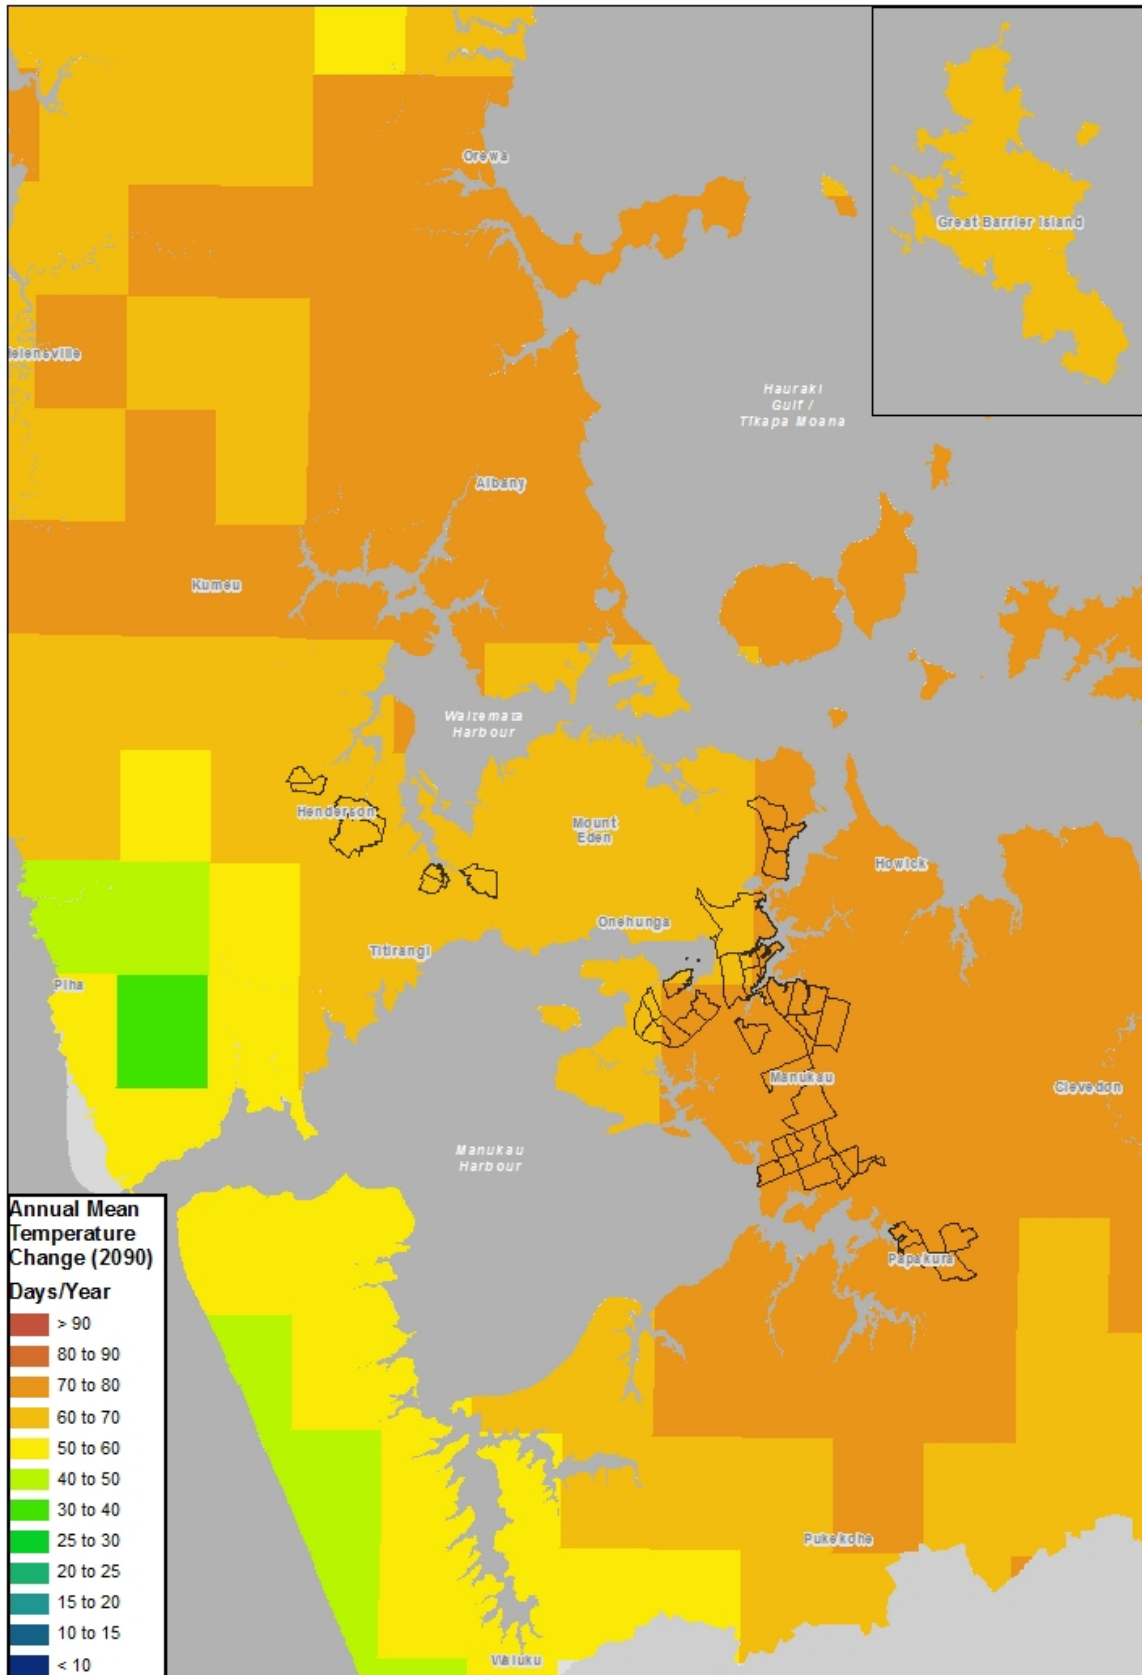 Orewa
Great Barrier Island
elensville
Hauraki
Gulf /
Tīkapa Moana
Albany
Kumeu
Waitemata
Harbour
Henderson
Mount
Eden
Howick
Onehunga
Titirangi
Piha
Manukau
Clevedon
Manukau
Harbour
Papakura
Pukekohe
Waiuku
Annual Mean
Temperature
Change (2090)
Days/Year
> 90
80 to 90
70 to 80
60 to 70
50 to 60
40 to 50
30 to 40
25 to 30
20 to 25
15 to 20
10 to 15
< 10